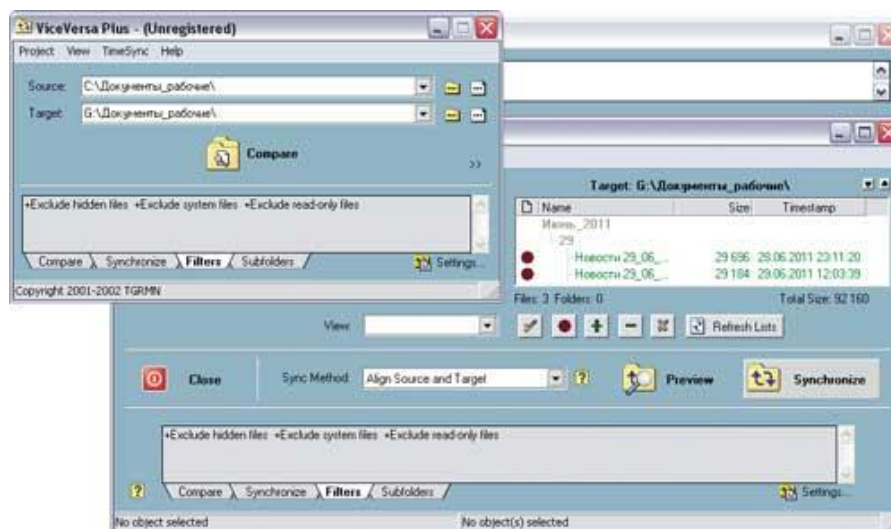 ViceVersa Plus - (Unregistered)
Project View TimeSync Help
Source: C:\Документы_рабочие\
Target: G:\Документы_рабочие\
Compare
>>
+Exclude hidden files +Exclude system files +Exclude read-only files
Compare Synchronize Filters Subfolders
Settings...
Copyright 2001-2002 TGRMN
Target: G:\Документы_рабочие\
Name Size Timestamp
Июнь_2011
29
Новости 29_06_... 29 696 28.06.2011 23:11:20
Новости 29_06_... 29 184 29.06.2011 12:03:39
Files: 3 Folders: 0 Total Size: 92 160
View:
Refresh Lists
Close Sync Method: Align Source and Target Preview Synchronize
+Exclude hidden files +Exclude system files +Exclude read-only files
Compare Synchronize Filters Subfolders
Settings...
No object selected No object(s) selected